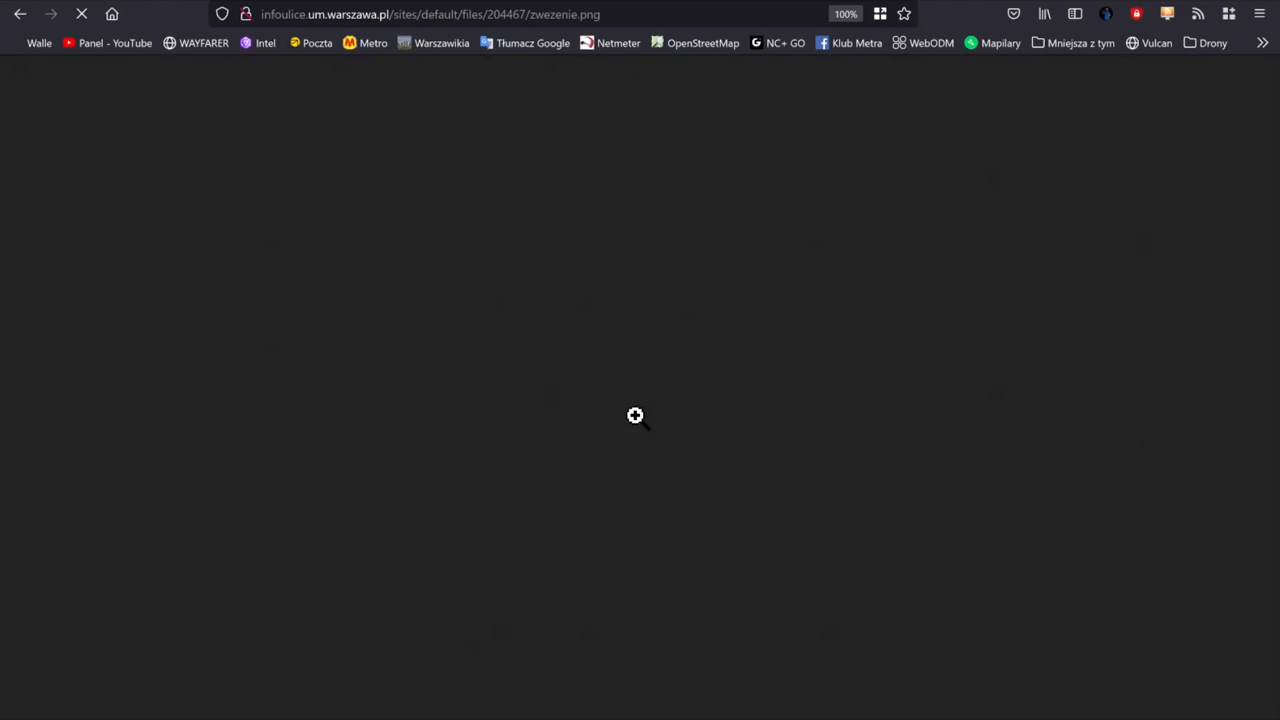 infoulice.um.warszawa.pl/sites/default/files/204467/zwezenie.png 100%
Walle Panel - YouTube WAYFARER Intel Poczta Metro Warszawikia Tłumacz Google Netmeter OpenStreetMap NC+ GO Klub Metra WebODM Mapilary Mniejsza z tym Vulcan Drony